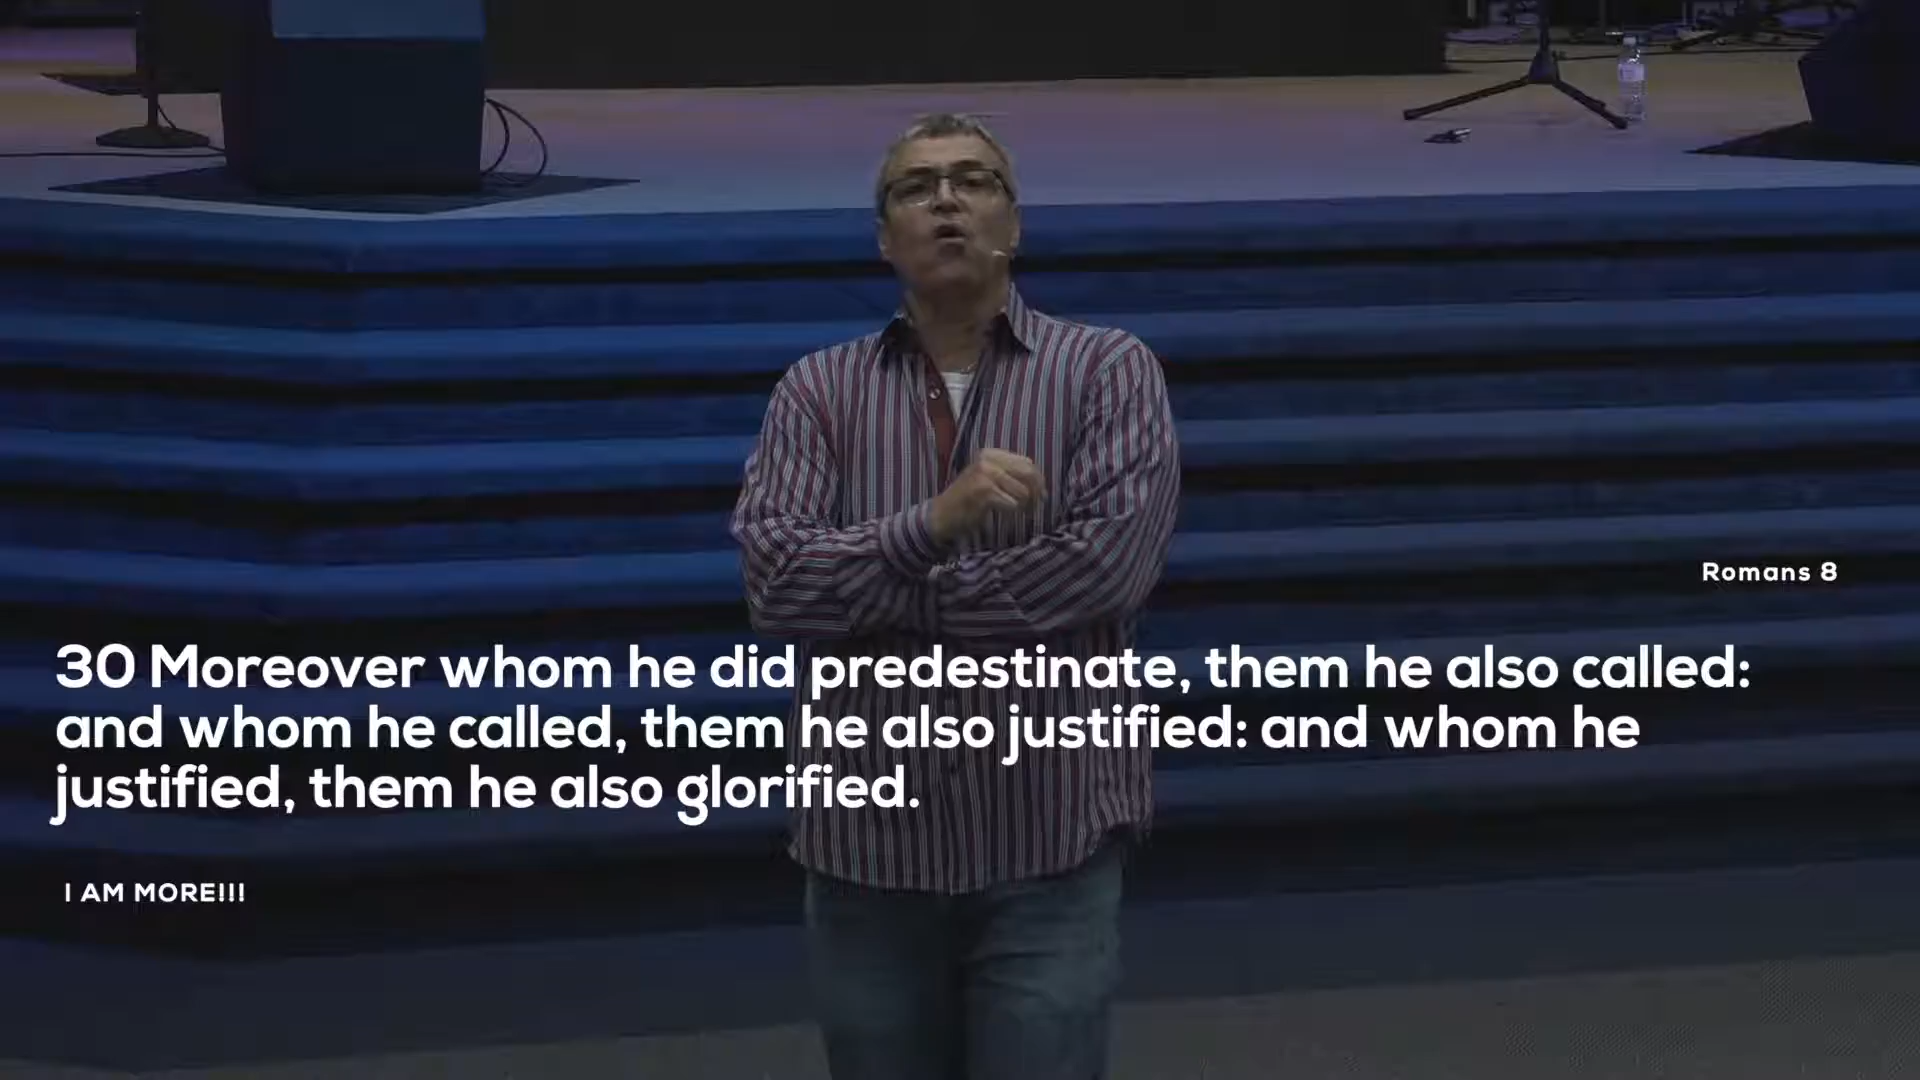 Romans 8
30 Moreover whom he did predestinate, them he also called:
and whom he called, them he also justified: and whom he
justified, them he also glorified.
I AM MORE!!!